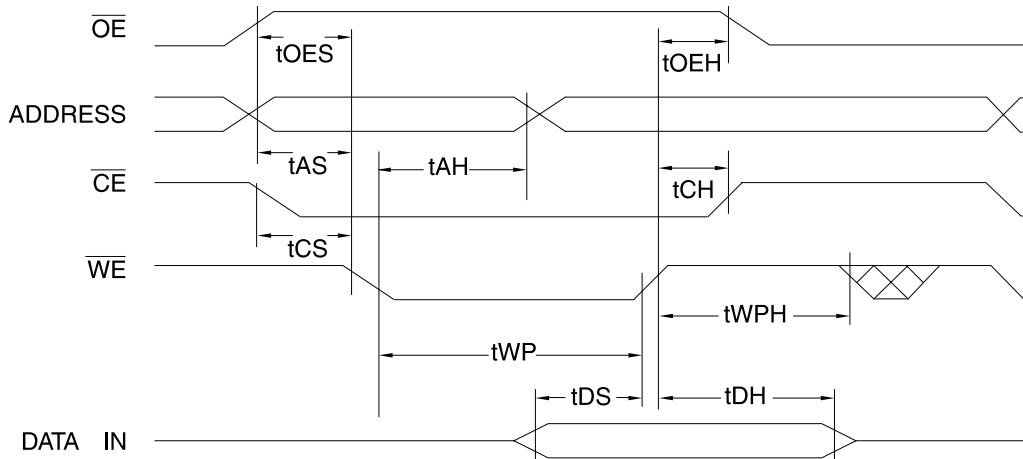 OE
tOES
tOEH
ADDRESS
tAS
tAH
CE
tCH
tCS
WE
tWPH
tWP
tDS
tDH
DATA IN